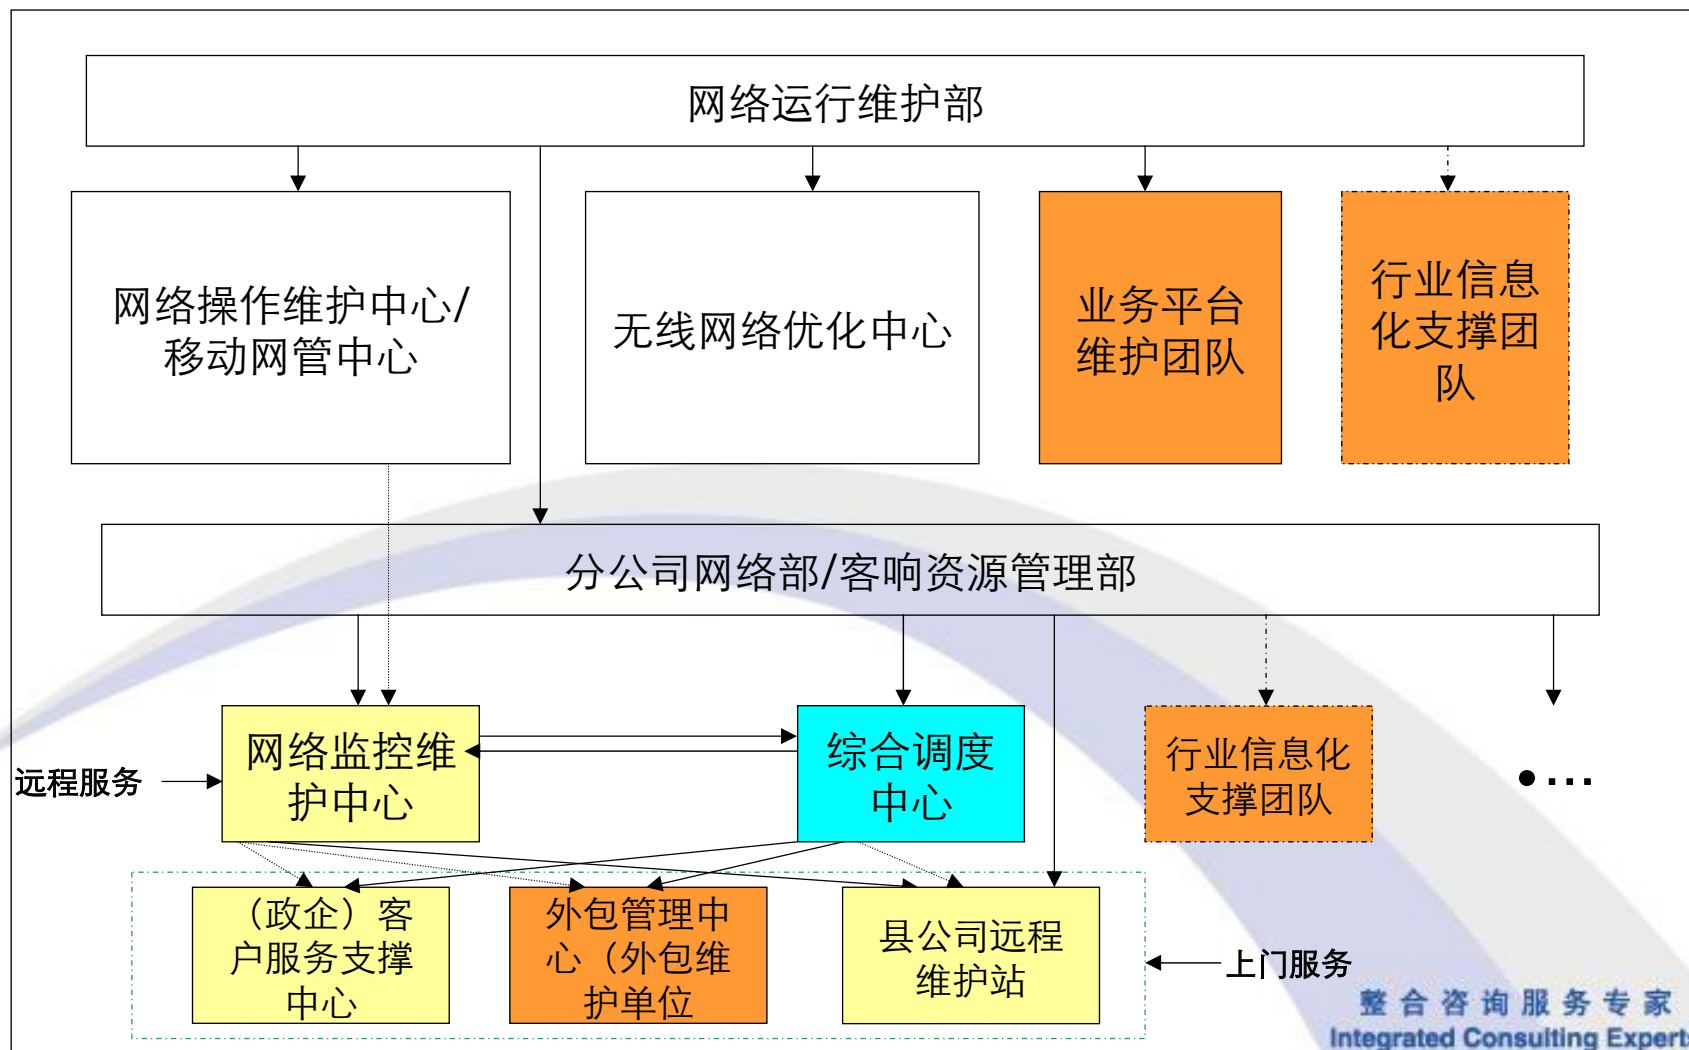 网络运行维护部
网络操作维护中心/
移动网管中心
无线网络优化中心
业务平台
维护团队
行业信息
化支撑团
队
分公司网络部/客响资源管理部
网络监控维
护中心
综合调度
中心
行业信息化
支撑团队
•…
远程服务
（政企）客
户服务支撑
中心
外包管理中
心（外包维
护单位
县公司远程
维护站
上门服务
整合咨询服务专家
Integrated Consulting Experts